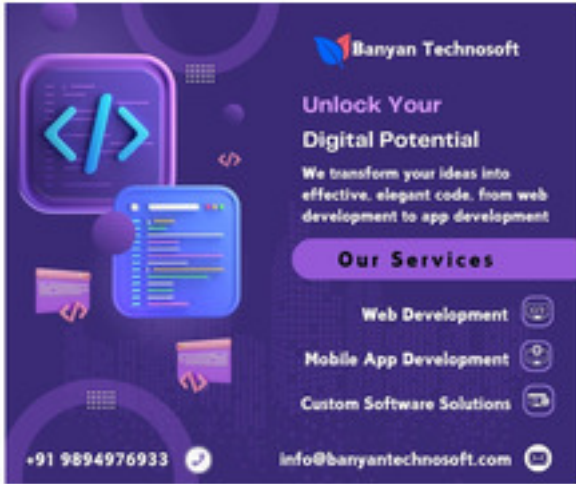 Banyan Technosoft
Unlock Your
Digital Potential
We transform your ideas into
effective, elegant code, from web
development to app development
Our Services
Web Development
Mobile App Development
Custom Software Solutions
+91 9894976933
info@banyantechnosoft.com